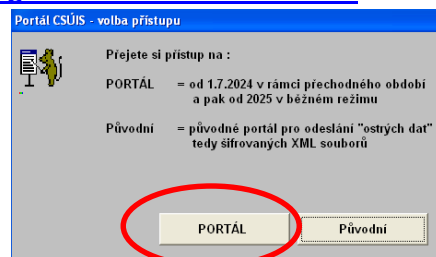 Portál CSÚIS - volba přístupu
Přejete si přístup na :
PORTÁL = od 1.7.2024 v rámci přechodného období
a pak od 2025 v běžném režimu
Původní = původné portál pro odeslání "ostrých dat"
tedy šifrovaných XML souborů
PORTÁL Původní